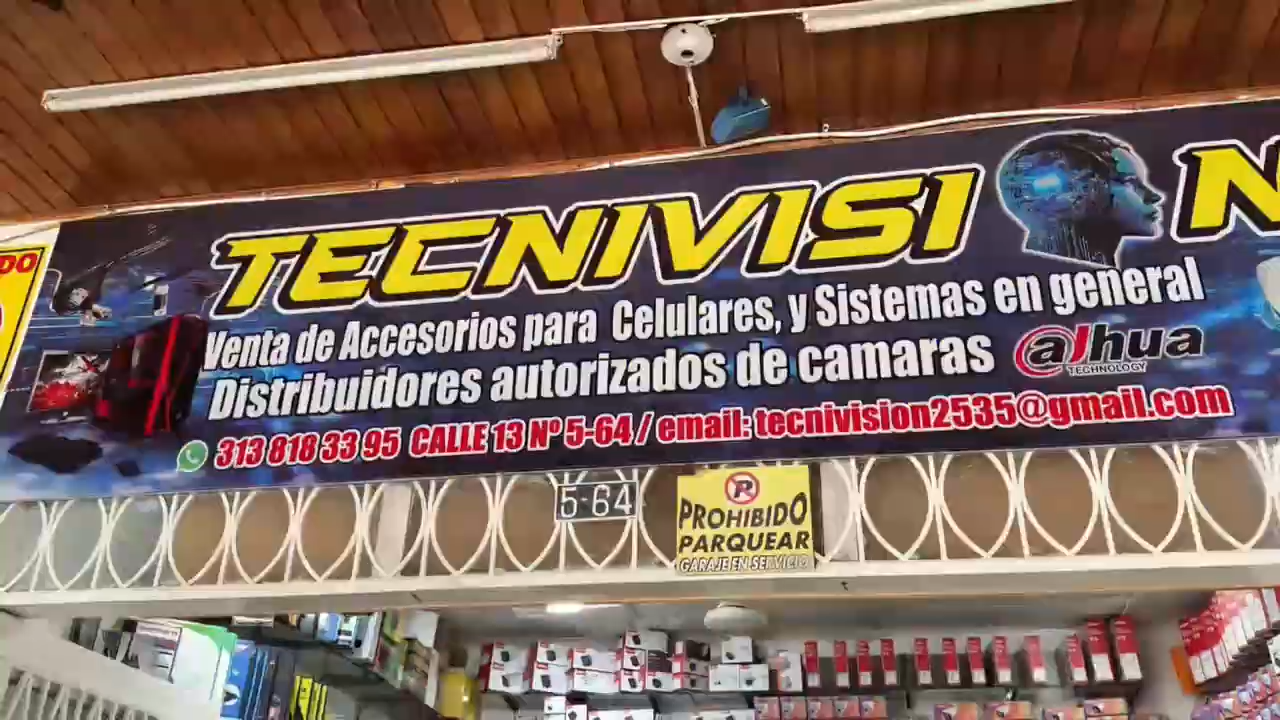 DO
TECNIVISI N
Venta de Accesorios para Celulares, y Sistemas en general
Distribuidores autorizados de camaras
alhua
TECHNOLOGY
313 818 33 95 CALLE 13 Nº 5-64 / email: tecnivision2535@gmail.com
5-64
PROHIBIDO
PARQUEAR
GARAJE EN SERVICIO